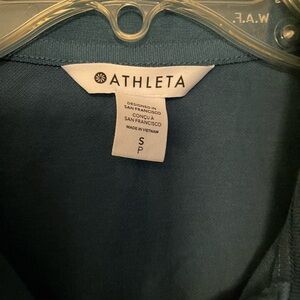 W.A.F.
ATHLETA
DESIGNED IN
SAN FRANCISCO
CONÇU A
SAN FRANCISCO
MADE IN VIETNAM
S
P